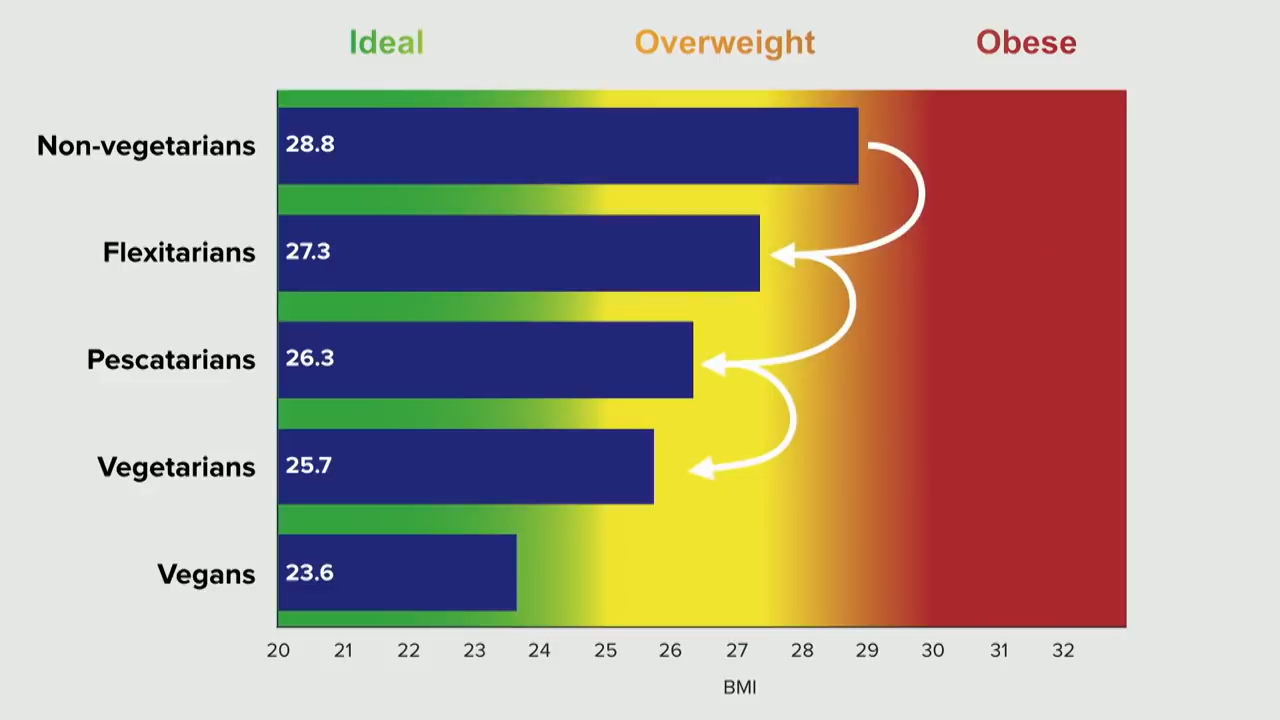 Ideal Overweight Obese
Non-vegetarians 28.8
Flexitarians 27.3
Pescatarians 26.3
Vegetarians 25.7
Vegans 23.6
20 21 22 23 24 25 26 27 28 29 30 31 32
BMI